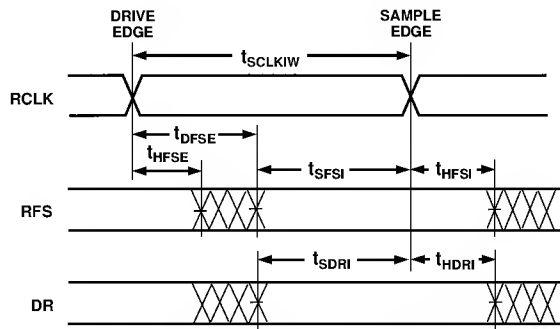 DRIVE EDGE
SAMPLE EDGE
tSCLKIW
RCLK
tDFSE
tHFSE
tSFSI
tHFSI
RFS
tSDRI
tHDRI
DR